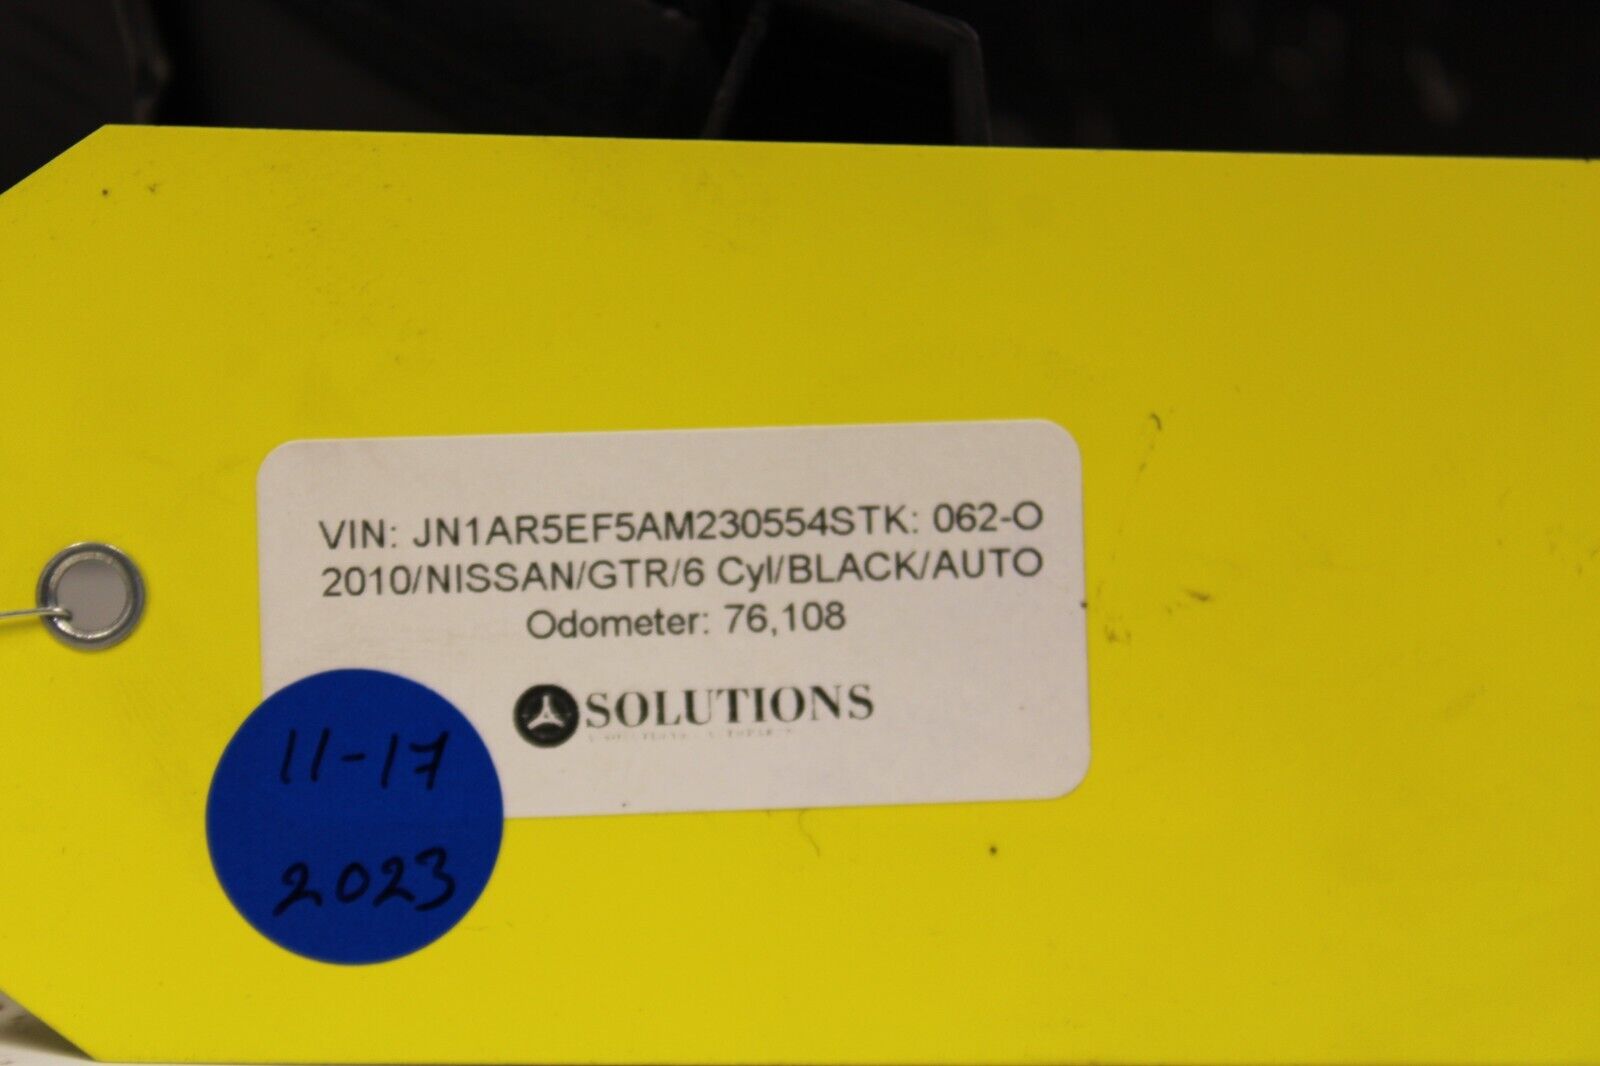 VIN: JN1AR5EF5AM230554STK: 062-O
2010/NISSAN/GTR/6 Cyl/BLACK/AUTO
Odometer: 76,108
SOLUTIONS
11-17
2023